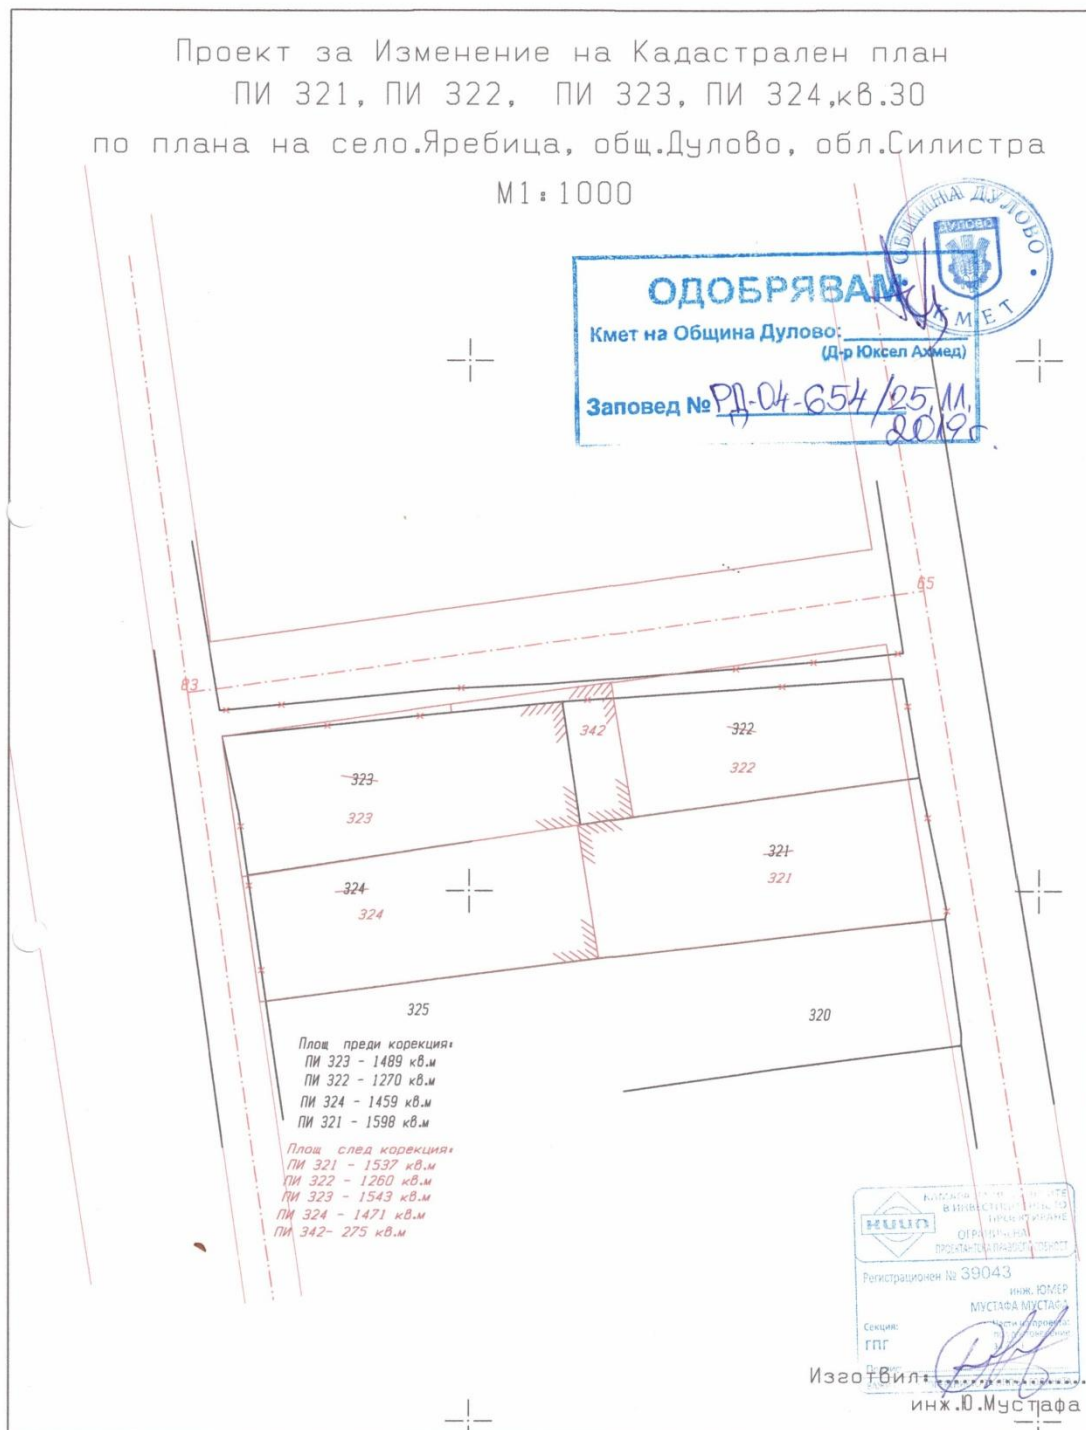 Проект за Изменение на Кадастрален план
ПИ 321, ПИ 322, ПИ 323, ПИ 324,кв.30
по плана на село.Яребица, общ.Дулово, обл.Силистра
М1:1000
ОБЩИНА ДУЛОВО
ДУЛОВО
КМЕТ
ОДОБРЯВАМ:
Кмет на Община Дулово:
(Д-р Юксел Ахмед)
Заповед № РД-04-654/25.11.
2019г.
65
83
342
322
322
323
323
321
321
324
324
325
320
Площ преди корекция:
ПИ 323 - 1489 кв.м
ПИ 322 - 1270 кв.м
ПИ 324 - 1459 кв.м
ПИ 321 - 1598 кв.м
Площ след корекция:
ПИ 321 - 1537 кв.м
ПИ 322 - 1260 кв.м
ПИ 323 - 1543 кв.м
ПИ 324 - 1471 кв.м
ПИ 342- 275 кв.м
КИИП
В
ПРОЕКТИРАНЕ
Регистрационен № 39043
инж. ЮМЕР
МУСТАФА МУСТАФА
Секция:
ГПГ
Изготвил:
инж.Ю.Мустафа